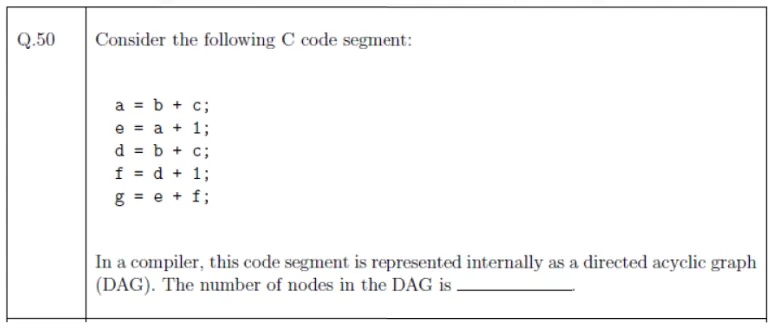 Q.50 Consider the following C code segment:
a = b + c;
e = a + 1;
d = b + c;
f = d + 1;
g = e + f;
In a compiler, this code segment is represented internally as a directed acyclic graph
(DAG). The number of nodes in the DAG is ___________.